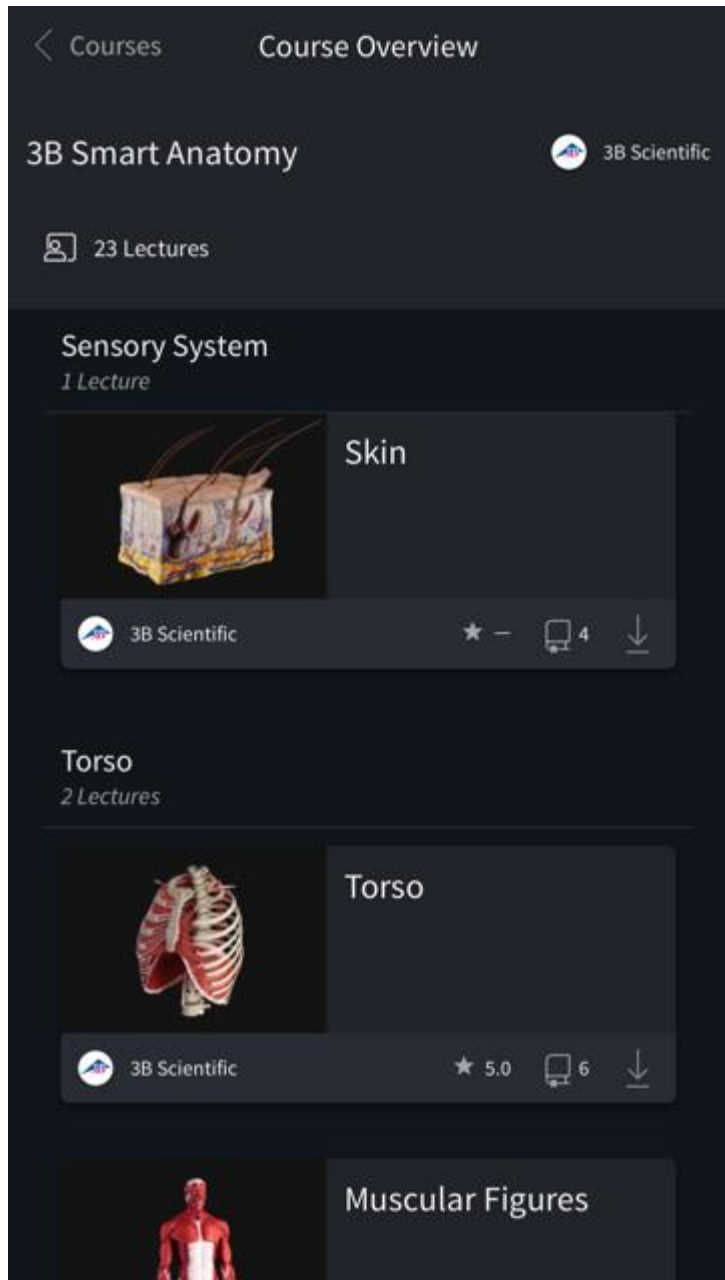 Courses
Course Overview
3B Smart Anatomy
3B Scientific
23 Lectures
Sensory System
1 Lecture
Skin
3B Scientific
–
4
Torso
2 Lectures
Torso
3B Scientific
5.0
6
Muscular Figures